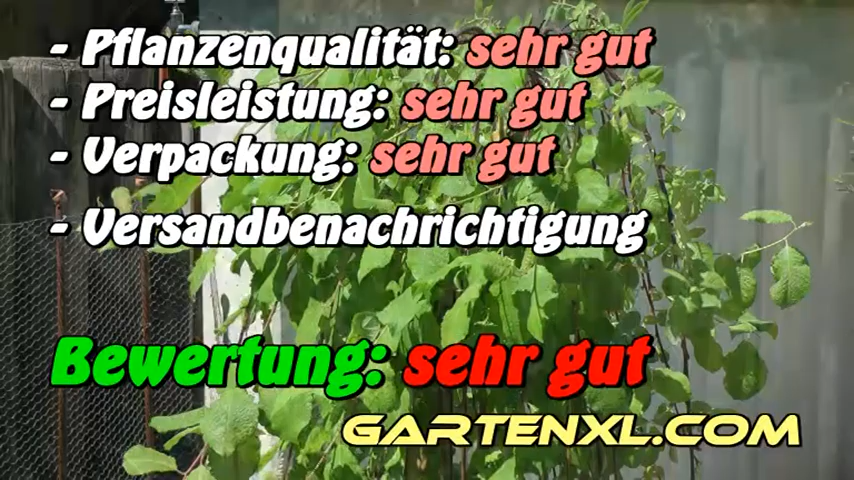 - Pflanzenqualität: sehr gut
- Preisleistung: sehr gut
- Verpackung: sehr gut
- Versandbenachrichtigung
Bewertung: sehr gut
GARTENXL.COM